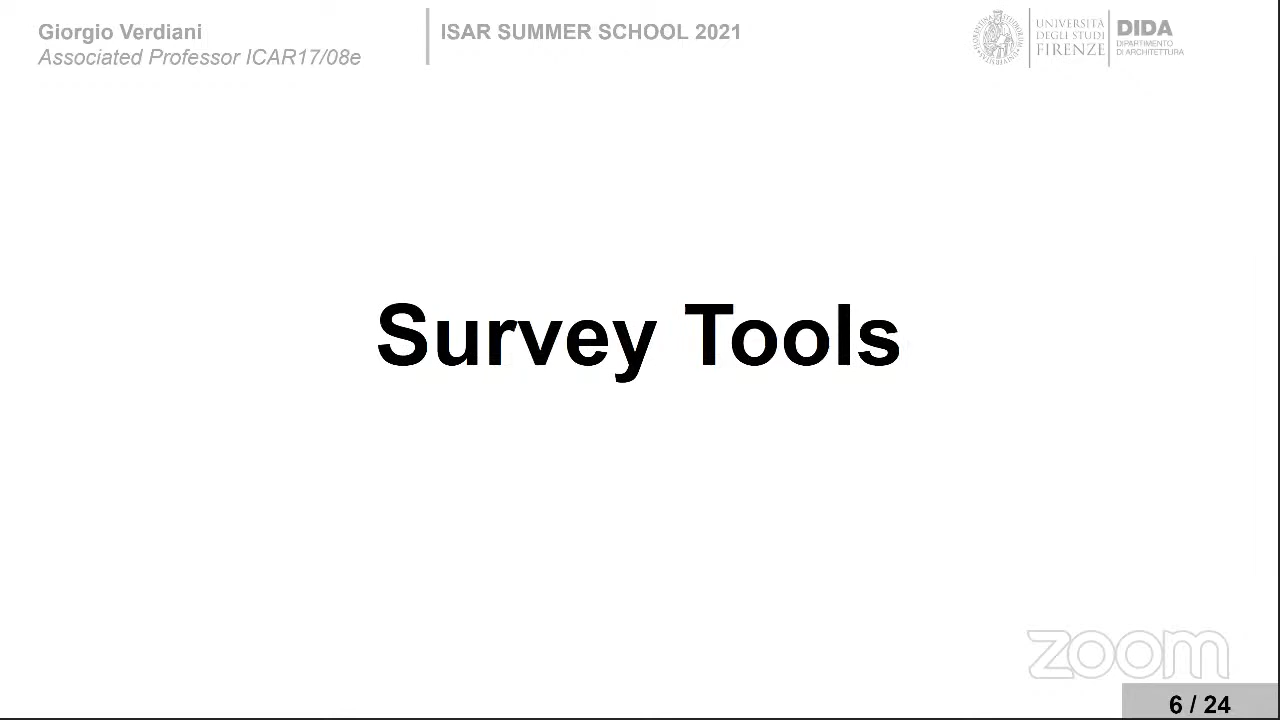 Giorgio Verdiani
Associated Professor ICAR17/08e
ISAR SUMMER SCHOOL 2021
UNIVERSITÀ
DEGLI STUDI
FIRENZE
DIDA
DIPARTIMENTO
DI ARCHITETTURA
Survey Tools
zoom
6 / 24